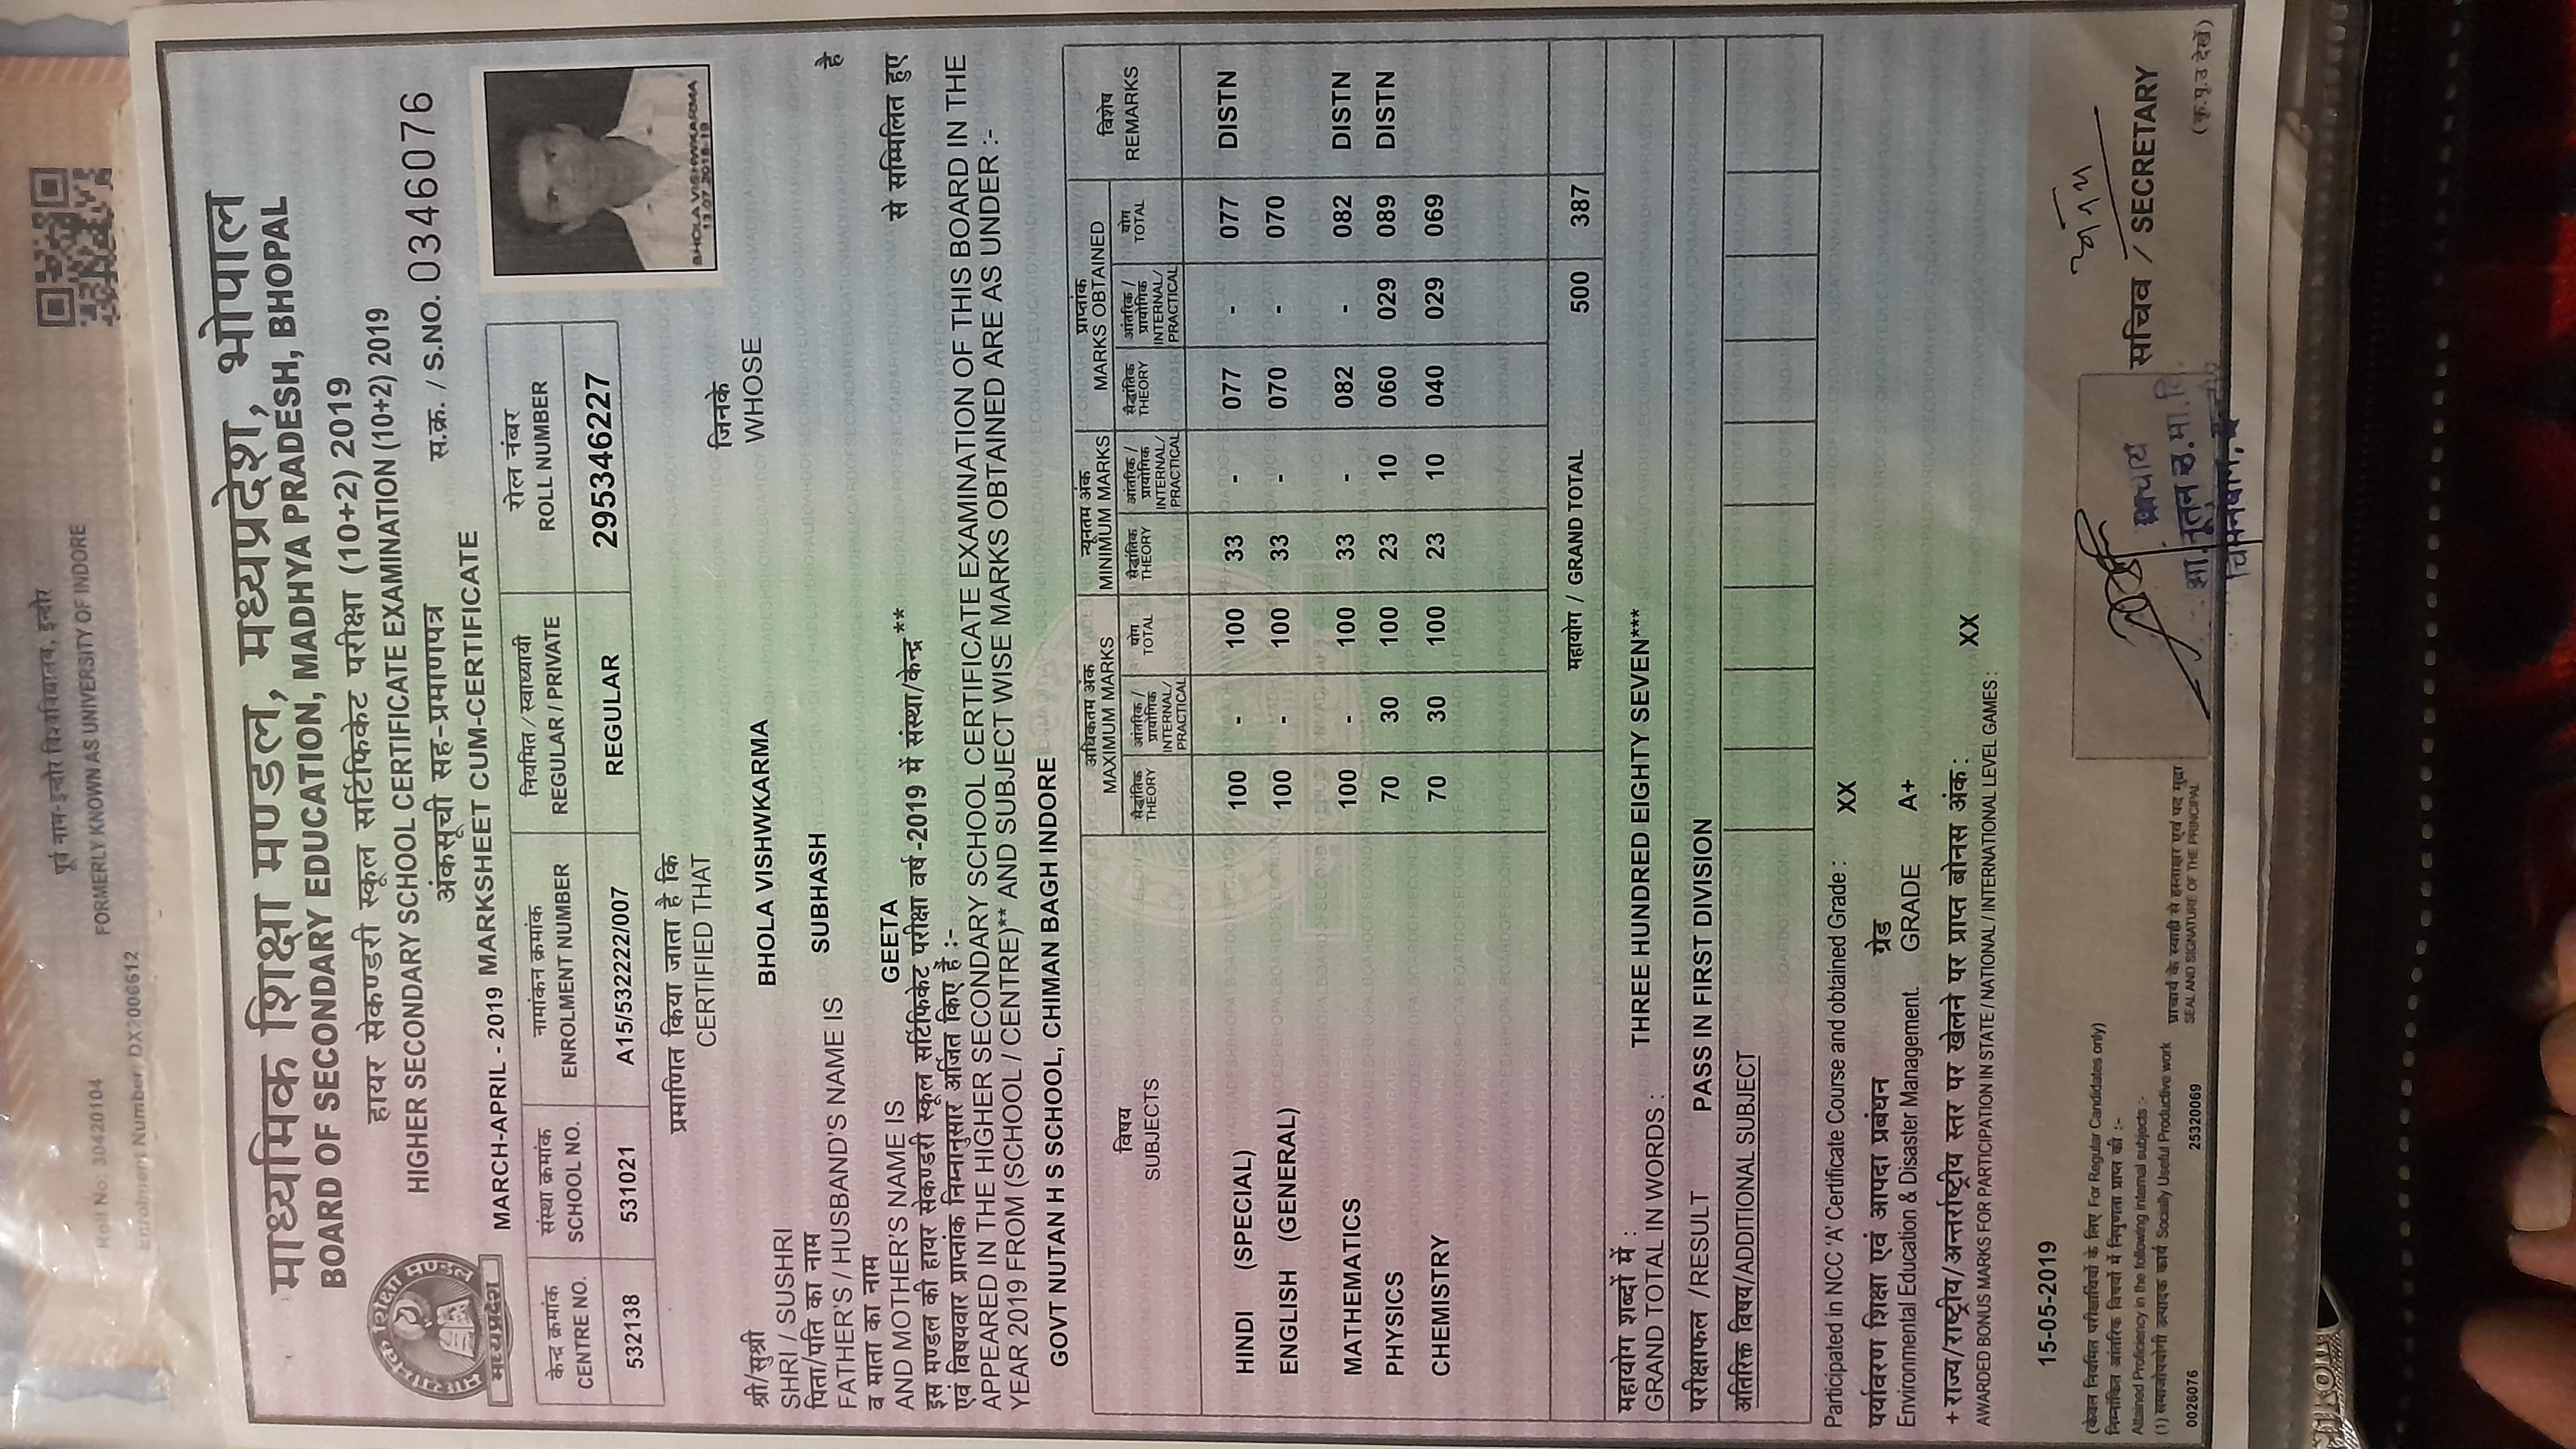 पूर्व नाम-इन्दौर विश्वविद्यालय, इन्दौर
Roll No: 30420104
FORMERLY KNOWN AS UNIVERSITY OF INDORE
Enrolment Number: DX2006612
माध्यमिक शिक्षा मण्डल, मध्यप्रदेश, भोपाल
BOARD OF SECONDARY EDUCATION, MADHYA PRADESH, BHOPAL
हायर सेकण्डरी स्कूल सर्टिफिकेट परीक्षा (10+2) 2019
HIGHER SECONDARY SCHOOL CERTIFICATE EXAMINATION (10+2) 2019
अंकसूची सह-प्रमाणपत्र
स.क्र. / S.NO. 0346076
माध्यमिक शिक्षा मण्डल
मध्यप्रदेश
MARCH-APRIL - 2019 MARKSHEET CUM-CERTIFICATE
केन्द्र क्रमांक संस्था क्रमांक नामांकन क्रमांक नियमित / स्वाध्यायी रोल नंबर
CENTRE NO. SCHOOL NO. ENROLMENT NUMBER REGULAR / PRIVATE ROLL NUMBER
532138 531021 A15/532222/007 REGULAR 295346227
BHOLA VISHWKARMA
13.07.2018-19
प्रमाणित किया जाता है कि
CERTIFIED THAT
श्री/सुश्री जिनके
SHRI / SUSHRI BHOLA VISHWKARMA WHOSE
पिता/पति का नाम
FATHER'S / HUSBAND'S NAME IS SUBHASH है
व माता का नाम
AND MOTHER'S NAME IS GEETA
इस मण्डल की हायर सेकण्डरी स्कूल सर्टिफिकेट परीक्षा वर्ष-2019 में संस्था/केन्द्र** से सम्मिलित हुए
एवं विषयवार प्राप्तांक निम्नानुसार अर्जित किए हैं :-
APPEARED IN THE HIGHER SECONDARY SCHOOL CERTIFICATE EXAMINATION OF THIS BOARD IN THE
YEAR 2019 FROM (SCHOOL / CENTRE)** AND SUBJECT WISE MARKS OBTAINED ARE AS UNDER :-
GOVT NUTAN H S SCHOOL, CHIMAN BAGH INDORE
विषय अधिकतम अंक न्यूनतम अंक प्राप्तांक विशेष
SUBJECTS MAXIMUM MARKS MINIMUM MARKS MARKS OBTAINED REMARKS
सैद्धांतिक आंतरिक / प्रायोगिक योग सैद्धांतिक आंतरिक / प्रायोगिक सैद्धांतिक आंतरिक / प्रायोगिक योग
THEORY INTERNAL/ PRACTICAL TOTAL THEORY INTERNAL/ PRACTICAL THEORY INTERNAL/ PRACTICAL TOTAL
HINDI (SPECIAL) 100 - 100 33 - 077 - 077 DISTN
ENGLISH (GENERAL) 100 - 100 33 - 070 - 070
MATHEMATICS 100 - 100 33 - 082 - 082 DISTN
PHYSICS 70 30 100 23 10 060 029 089 DISTN
CHEMISTRY 70 30 100 23 10 040 029 069
महायोग / GRAND TOTAL 500 387
महायोग शब्दों में :
GRAND TOTAL IN WORDS : THREE HUNDRED EIGHTY SEVEN***
परीक्षाफल /RESULT PASS IN FIRST DIVISION
अतिरिक्त विषय/ADDITIONAL SUBJECT
Participated in NCC 'A' Certificate Course and obtained Grade : XX
पर्यावरण शिक्षा एवं आपदा प्रबंधन ग्रेड
Environmental Education & Disaster Management. GRADE A+
+राज्य/राष्ट्रीय/अन्तर्राष्ट्रीय स्तर पर खेलने पर प्राप्त बोनस अंक : XX
AWARDED BONUS MARKS FOR PARTICIPATION IN STATE / NATIONAL / INTERNATIONAL LEVEL GAMES :
15-05-2019
(केवल नियमित परीक्षार्थियों के लिए For Regular Candidates only)
निम्नांकित आंतरिक विषयों में निपुणता प्राप्त की :-
Attained Proficiency in the following internal subjects :-
(1) समाजोपयोगी उत्पादक कार्य Socially Useful Productive work
0026076 25320069
प्राचार्य के स्याही से हस्ताक्षर एवं पद मुद्रा
SEAL AND SIGNATURE OF THE PRINCIPAL
प्राचार्य
शा. नूतन उ.मा.वि.
सचिव / SECRETARY
(कृ.पृ.उ देखें)
Nikon